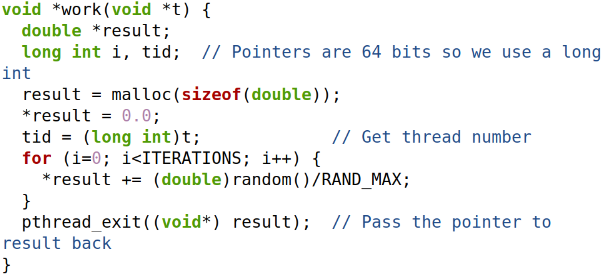 void *work(void *t) {
  double *result;
  long int i, tid;  // Pointers are 64 bits so we use a long
int
  result = malloc(sizeof(double));
  *result = 0.0;
  tid = (long int)t;             // Get thread number
  for (i=0; i<ITERATIONS; i++) {
    *result += (double)random()/RAND_MAX;
  }
  pthread_exit((void*) result);  // Pass the pointer to
result back
}